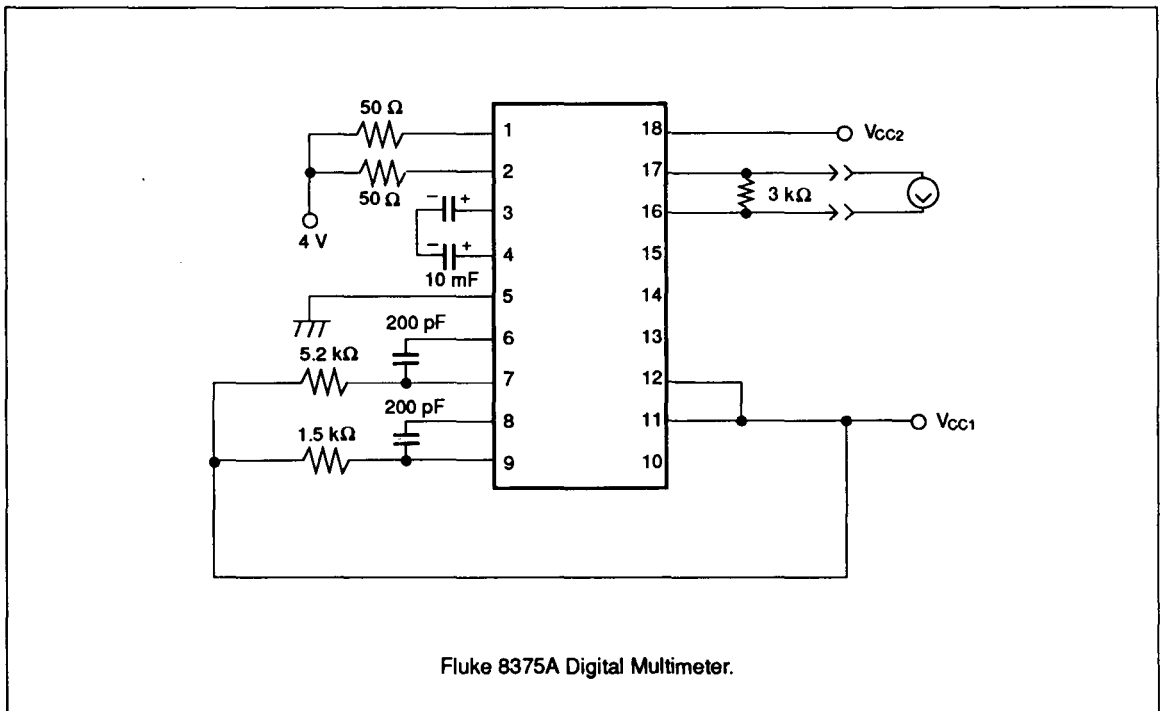 50 Ω
1
18
VCC2
2
17
50 Ω
3 kΩ
− +
3
16
4 V
− +
4
15
10 mF
5
14
200 pF
6
13
5.2 kΩ
7
12
200 pF
8
11
VCC1
1.5 kΩ
9
10
Fluke 8375A Digital Multimeter.